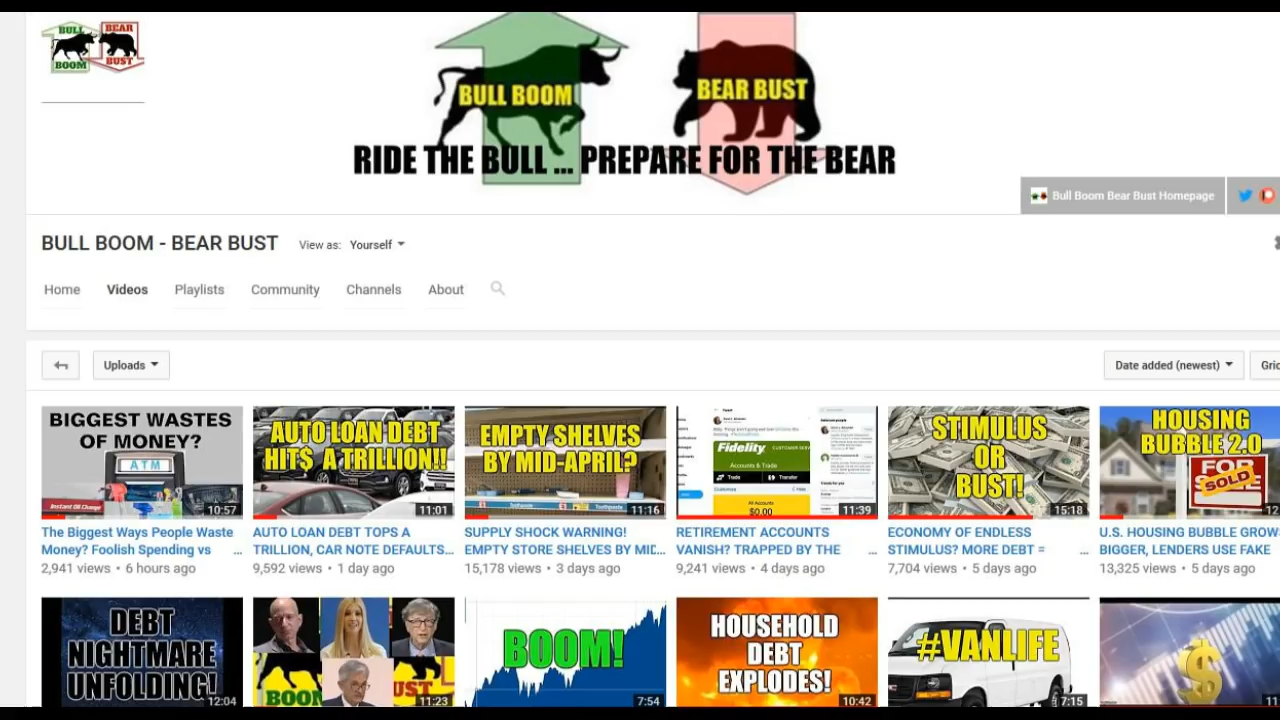 BULL BEAR
BOOM BUST
BULL BOOM BEAR BUST
RIDE THE BULL ... PREPARE FOR THE BEAR
Bull Boom Bear Bust Homepage
BULL BOOM - BEAR BUST View as: Yourself
Home Videos Playlists Community Channels About
Uploads Date added (newest)
BIGGEST WASTES
OF MONEY?
ATM
10:57
The Biggest Ways People Waste
Money? Foolish Spending vs ...
2,941 views • 6 hours ago
AUTO LOAN DEBT
HITS A TRILLION!!
11:01
AUTO LOAN DEBT TOPS A
TRILLION, CAR NOTE DEFAULTS...
9,592 views • 1 day ago
EMPTY SHELVES
BY MID-APRIL?
11:16
SUPPLY SHOCK WARNING!
EMPTY STORE SHELVES BY MID...
15,178 views • 3 days ago
Fidelity
Accounts & Trade
Trade Transfer
All Accounts
$0.00
11:39
RETIREMENT ACCOUNTS
VANISH? TRAPPED BY THE ...
9,241 views • 4 days ago
STIMULUS
OR
BUST!
15:18
ECONOMY OF ENDLESS
STIMULUS? MORE DEBT = ...
7,704 views • 5 days ago
HOUSING
BUBBLE 2.0
FOR
SOLD
12
U.S. HOUSING BUBBLE GROWS
BIGGER, LENDERS USE FAKE
13,325 views • 5 days ago
DEBT
NIGHTMARE
UNFOLDING!
12:04
BOOM UST
11:23
BOOM!
7:54
HOUSEHOLD
DEBT
EXPLODES!
10:42
#VANLIFE
7:15
$
11